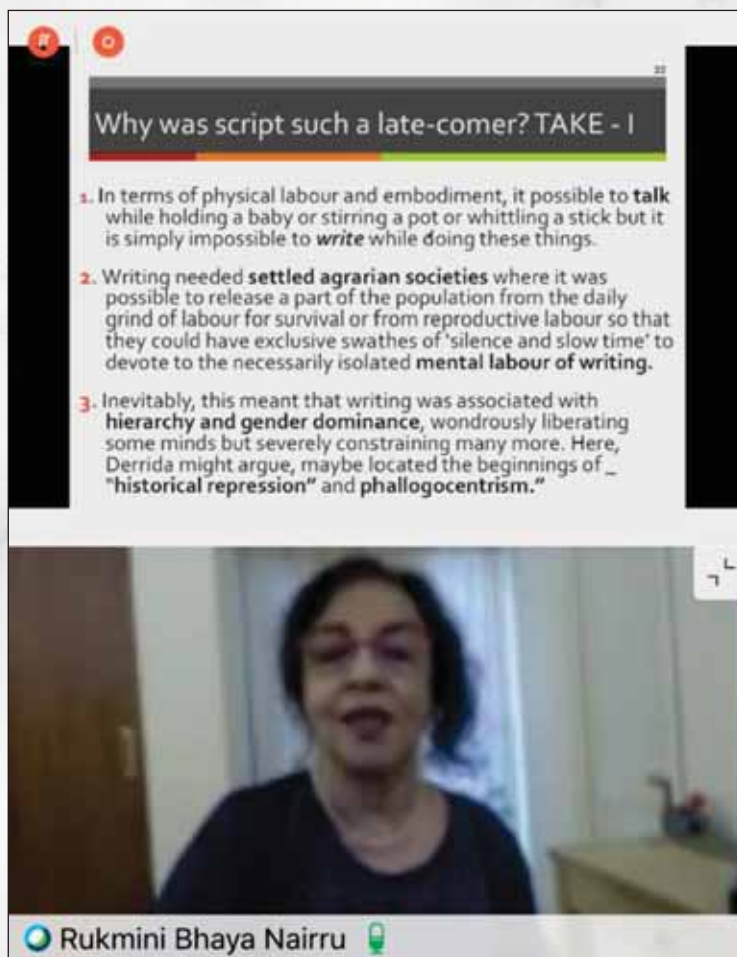 Why was script such a late-comer? TAKE - I
1. In terms of physical labour and embodiment, it possible to talk
while holding a baby or stirring a pot or whittling a stick but it
is simply impossible to write while doing these things.
2. Writing needed settled agrarian societies where it was
possible to release a part of the population from the daily
grind of labour for survival or from reproductive labour so that
they could have exclusive swathes of 'silence and slow time' to
devote to the necessarily isolated mental labour of writing.
3. Inevitably, this meant that writing was associated with
hierarchy and gender dominance, wondrously liberating
some minds but severely constraining many more. Here,
Derrida might argue, maybe located the beginnings of _
"historical repression" and phallogocentrism."
Rukmini Bhaya Nairru